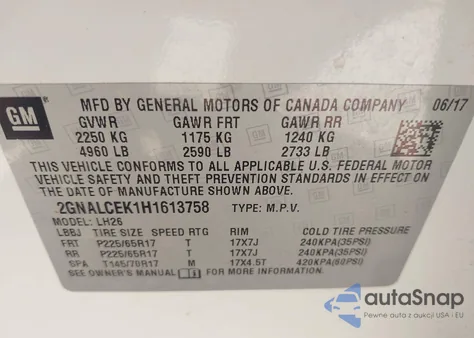 GM
MFD BY GENERAL MOTORS OF CANADA COMPANY 06/17
GVWR GAWR FRT GAWR RR
2250 KG 1175 KG 1240 KG
4960 LB 2590 LB 2733 LB
THIS VEHICLE CONFORMS TO ALL APPLICABLE U.S. FEDERAL MOTOR
VEHICLE SAFETY AND THEFT PREVENTION STANDARDS IN EFFECT ON
THE DATE OF MANUFACTURE SHOWN ABOVE.
2GNALCEK1H1613758 TYPE: M.P.V.
MODEL: LH26
LBBJ TIRE SIZE SPEED RTG RIM COLD TIRE PRESSURE
FRT P225/65R17 T 17X7J 240KPA(35PSI)
RR P225/65R17 T 17X7J 240KPA(35PSI)
SPA T145/70R17 M 17X4.5T 420KPA(60PSI)
SEE OWNER'S MANUAL FOR MORE INFORMATION.
autoSnap
Pewne auta z aukcji USA i EU